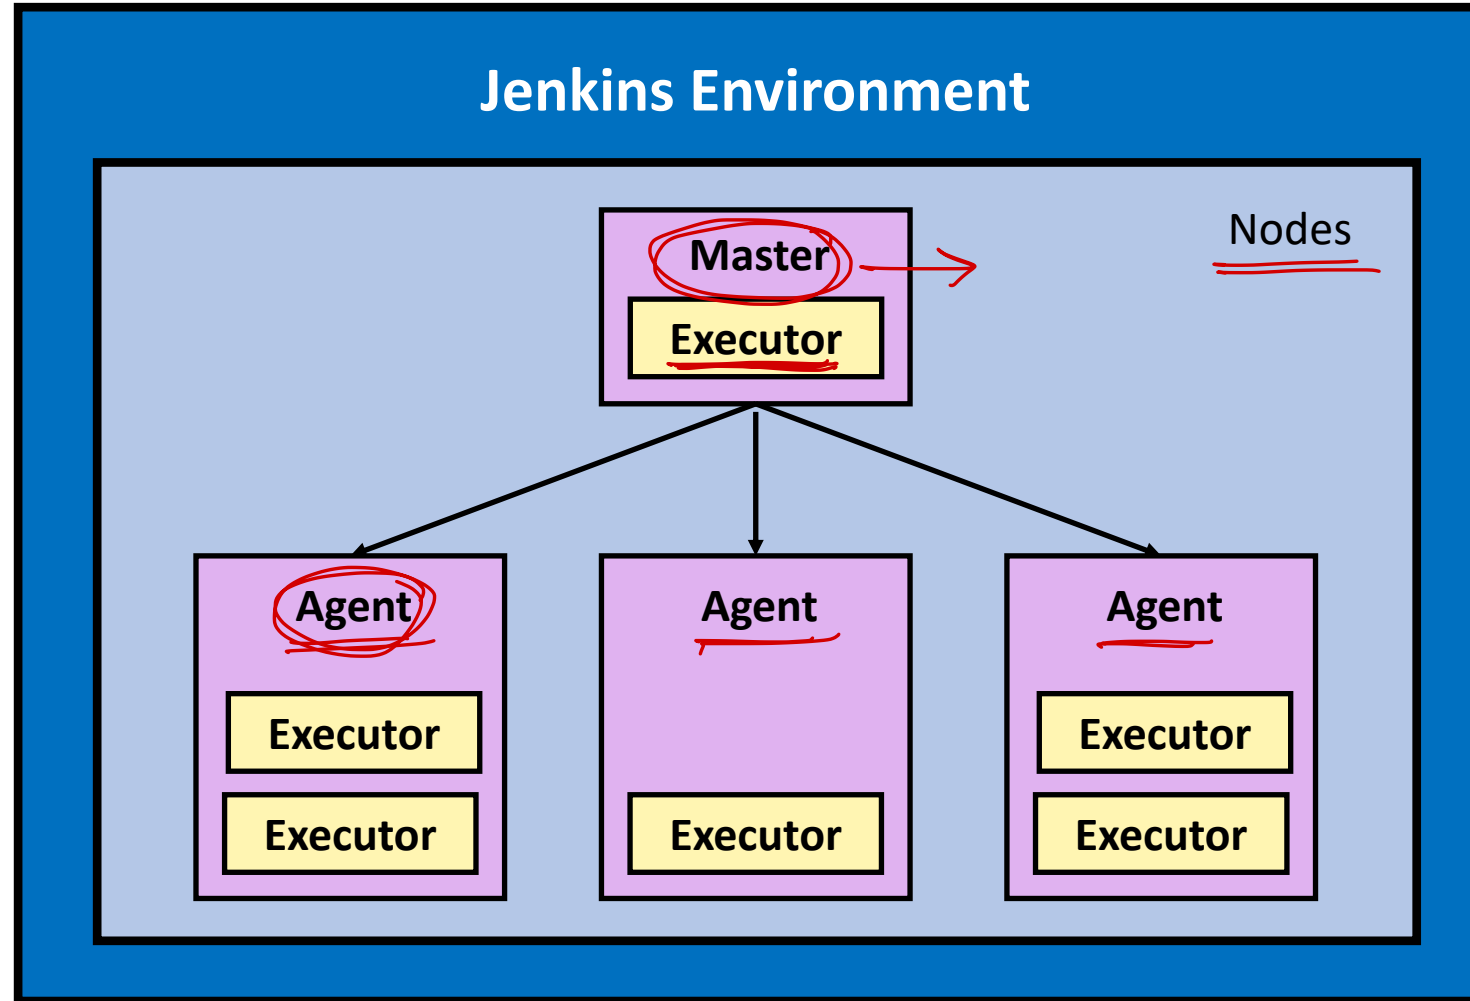 Jenkins Environment
Nodes
Master
Executor
Agent
Agent
Agent
Executor
Executor
Executor
Executor
Executor